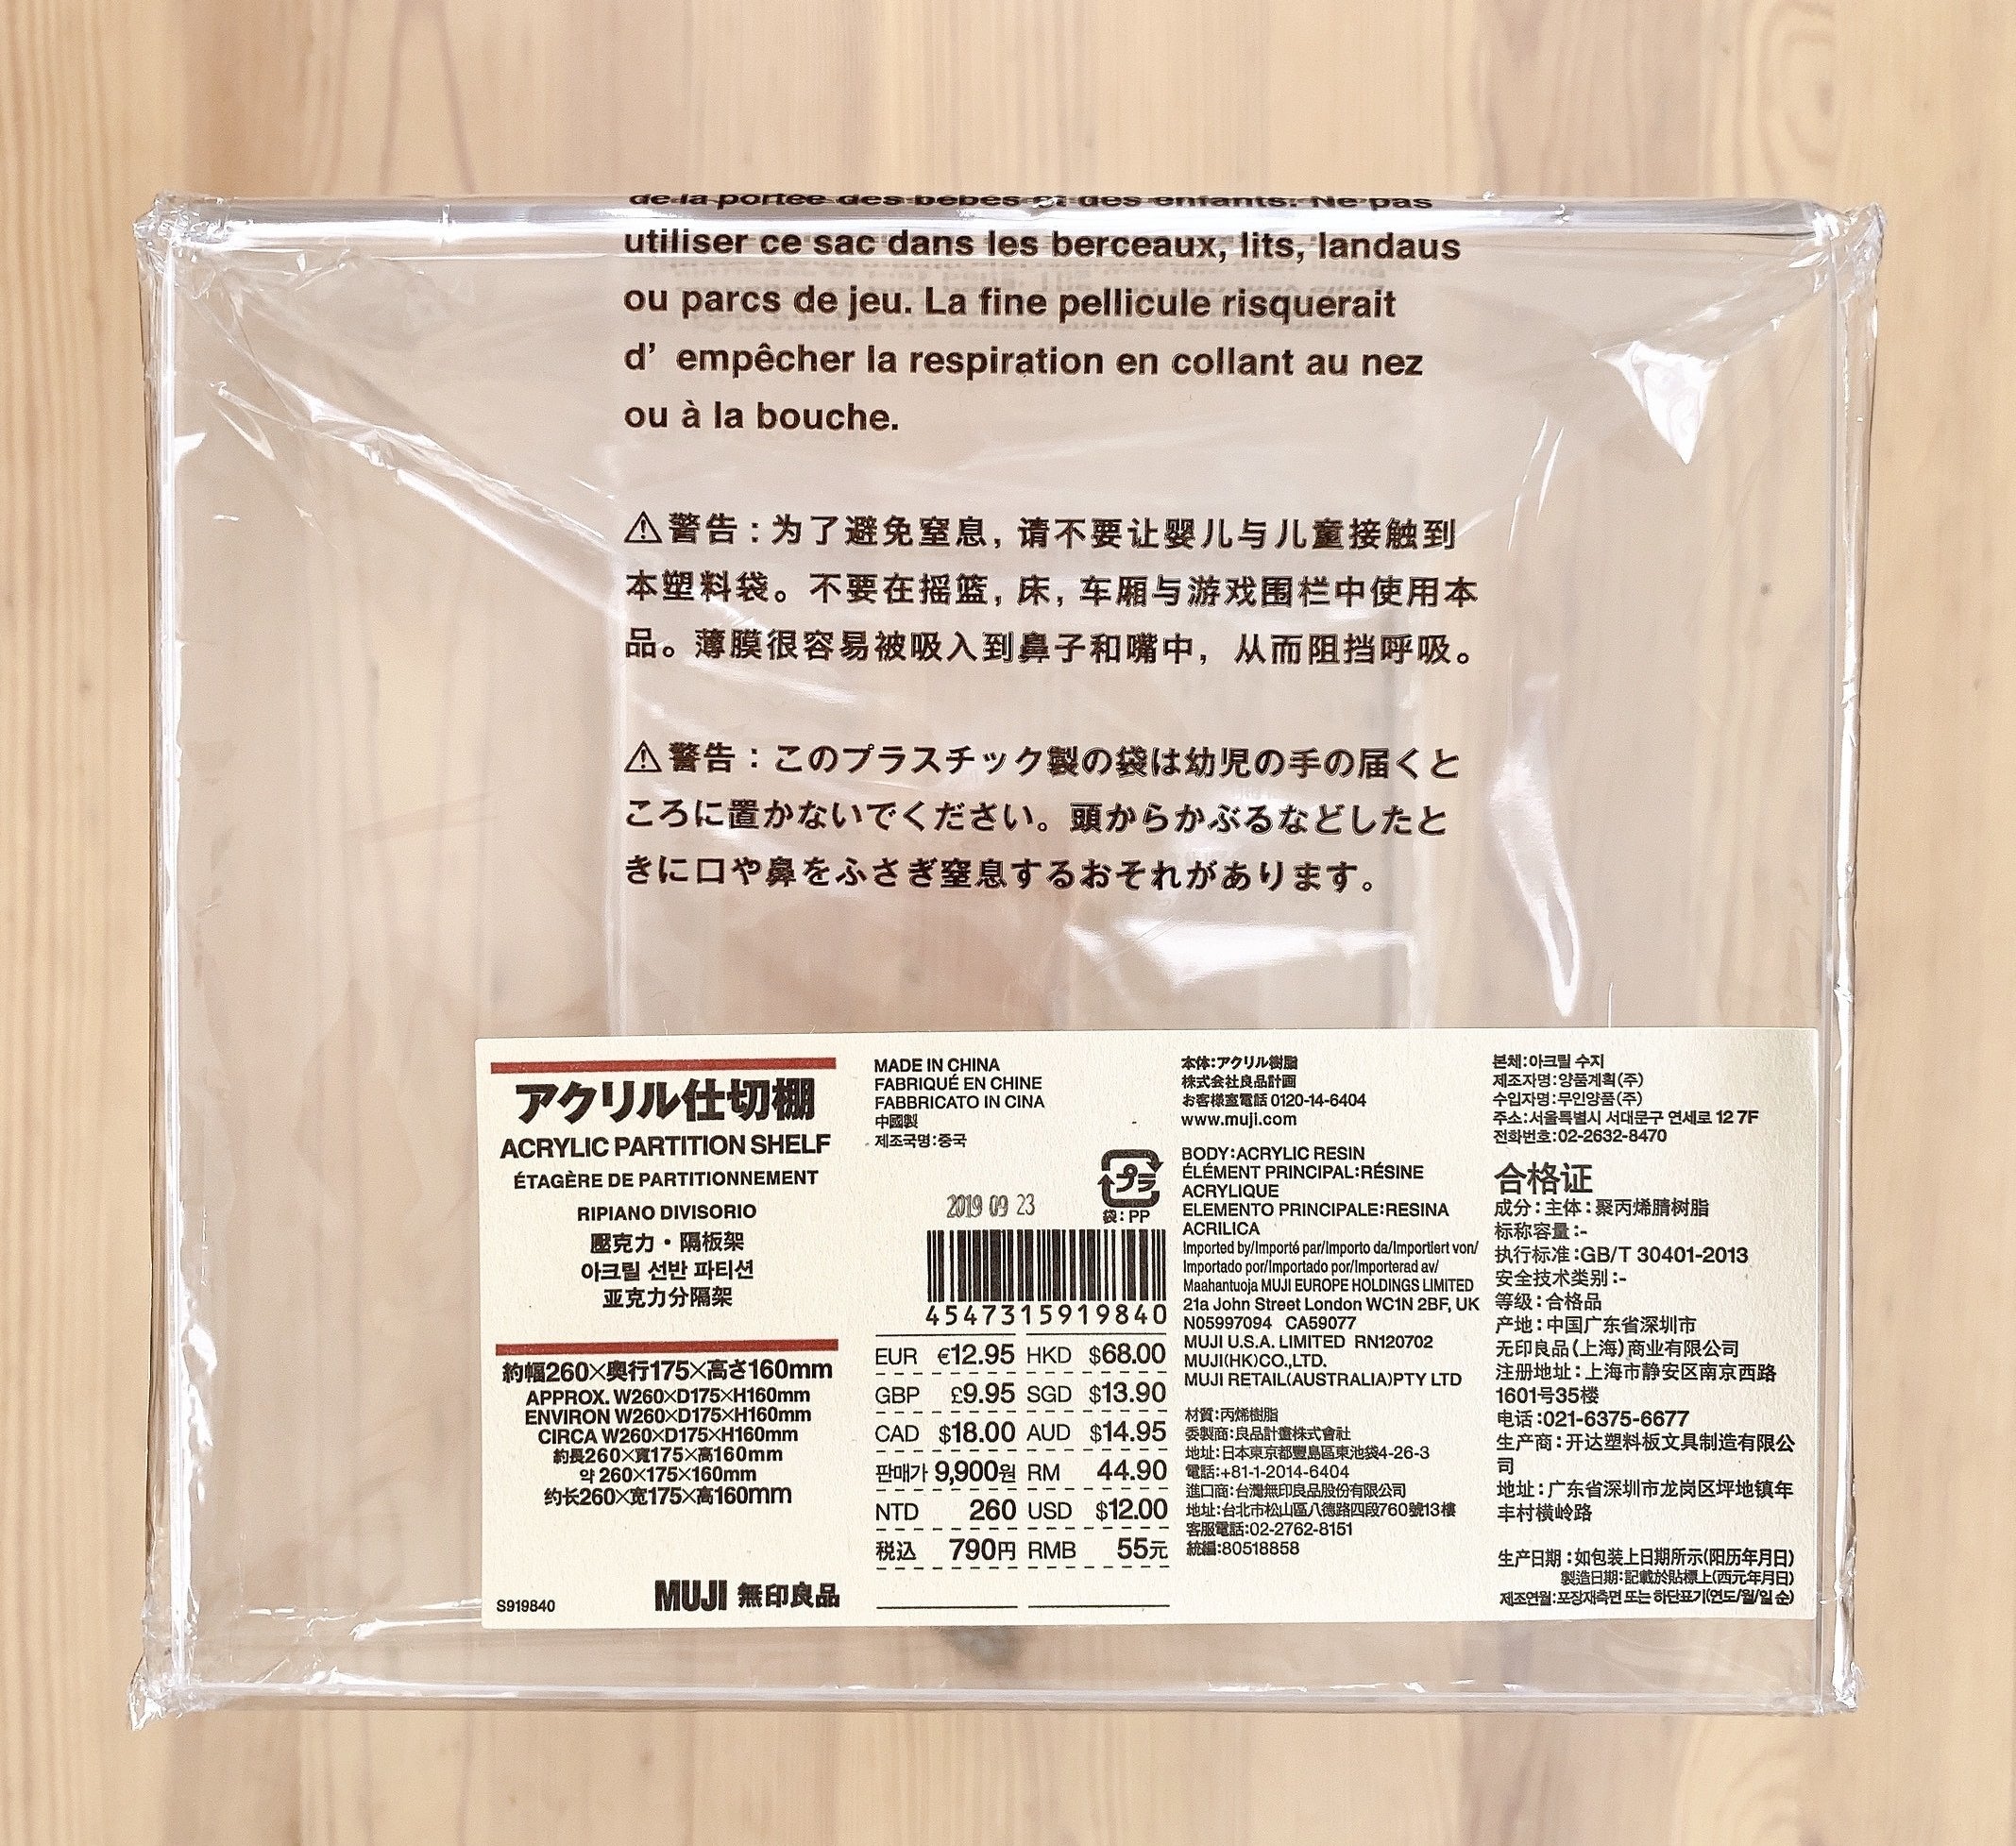 de la portée des bébés et des enfants. Ne pas
utiliser ce sac dans les berceaux, lits, landaus
ou parcs de jeu. La fine pellicule risquerait
d’ empêcher la respiration en collant au nez
ou à la bouche.
⚠警告:为了避免窒息, 请不要让婴儿与儿童接触到
本塑料袋。不要在摇篮, 床, 车厢与游戏围栏中使用本
品。薄膜很容易被吸入到鼻子和嘴中, 从而阻挡呼吸。
⚠警告：このプラスチック製の袋は幼児の手の届くと
ころに置かないでください。頭からかぶるなどしたと
きに口や鼻をふさぎ窒息するおそれがあります。
アクリル仕切棚
ACRYLIC PARTITION SHELF
ÉTAGÈRE DE PARTITIONNEMENT
RIPIANO DIVISORIO
壓克力・隔板架
아크릴 선반 파티션
亚克力分隔架
約幅260×奥行175×高さ160mm
APPROX. W260×D175×H160mm
ENVIRON W260×D175×H160mm
CIRCA W260×D175×H160mm
約長260×寬175×高160mm
약 260×175×160mm
约长260×宽175×高160mm
S919840
MUJI 無印良品
MADE IN CHINA
FABRIQUÉ EN CHINE
FABBRICATO IN CINA
中國製
제조국명:중국
プラ
袋:PP
2019 09 23
4547315919840
EUR €12.95 HKD $68.00
GBP £9.95 SGD $13.90
CAD $18.00 AUD $14.95
판매가 9,900원 RM 44.90
NTD 260 USD $12.00
税込 790円 RMB 55元
本体:アクリル樹脂
株式会社良品計画
お客様室電話 0120-14-6404
www.muji.com
BODY:ACRYLIC RESIN
ÉLÉMENT PRINCIPAL:RÉSINE
ACRYLIQUE
ELEMENTO PRINCIPALE:RESINA
ACRILICA
Imported by/Importé par/Importo da/Importiert von/
Importado por/Importado por/Importerad av/
Maahantuoja MUJI EUROPE HOLDINGS LIMITED
21a John Street London WC1N 2BF, UK
N05997094 CA59077
MUJI U.S.A. LIMITED RN120702
MUJI(HK)CO.,LTD.
MUJI RETAIL(AUSTRALIA)PTY LTD
材質:丙烯樹脂
委製商:良品計畫株式會社
地址:日本東京都豐島區東池袋4-26-3
電話:+81-1-2014-6404
進口商:台灣無印良品股份有限公司
地址:台北市松山區八德路四段760號13樓
客服電話:02-2762-8151
統編:80518858
본체:아크릴 수지
제조자명:양품계획(주)
수입자명:무인양품(주)
주소:서울특별시 서대문구 연세로 12 7F
전화번호:02-2632-8470
合格证
成分:主体:聚丙烯腈树脂
标称容量:-
执行标准:GB/T 30401-2013
安全技术类别:-
等级:合格品
产地:中国广东省深圳市
无印良品(上海)商业有限公司
注册地址:上海市静安区南京西路
1601号35楼
电话:021-6375-6677
生产商:开达塑料板文具制造有限公
司
地址:广东省深圳市龙岗区坪地镇年
丰村横岭路
生产日期:如包装上日期所示(阳历年月日)
製造日期:記載於貼標上(西元年月日)
제조연월:포장재측면 또는 하단표기(연도/월/일 순)